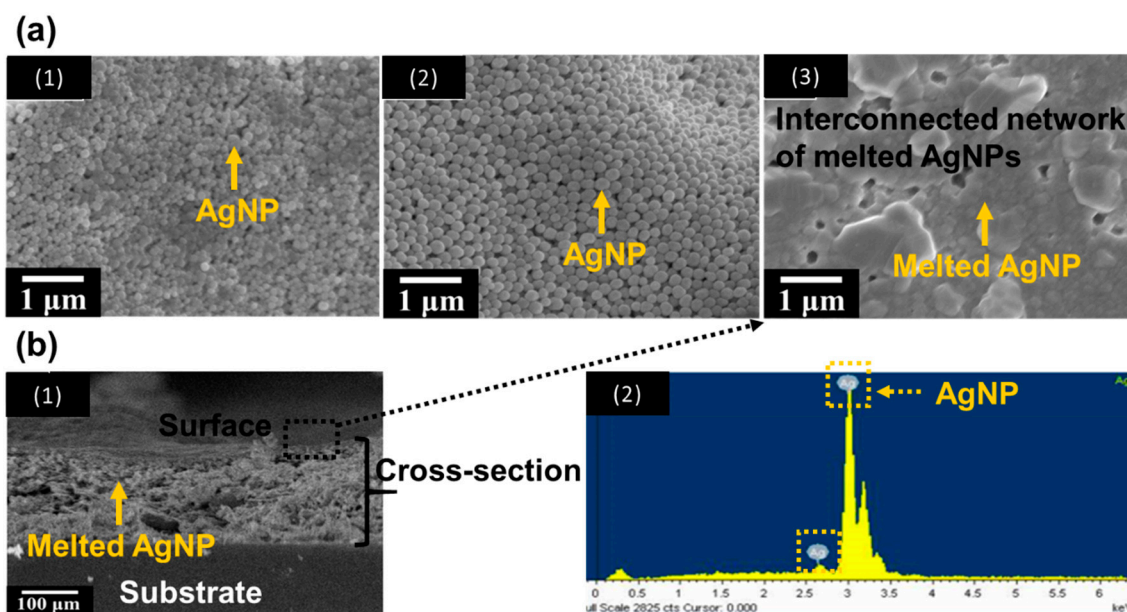 (a)
(1)
(2)
(3)
AgNP
AgNP
Interconnected network
of melted AgNPs
Melted AgNP
1 µm
1 µm
1 µm
(b)
(1)
Surface
Cross-section
Melted AgNP
Substrate
100 µm
(2)
Ag
AgNP
Ag
0 0.5 1 1.5 2 2.5 3 3.5 4 4.5 5 5.5 6
ull Scale 2825 cts Cursor: 0.000